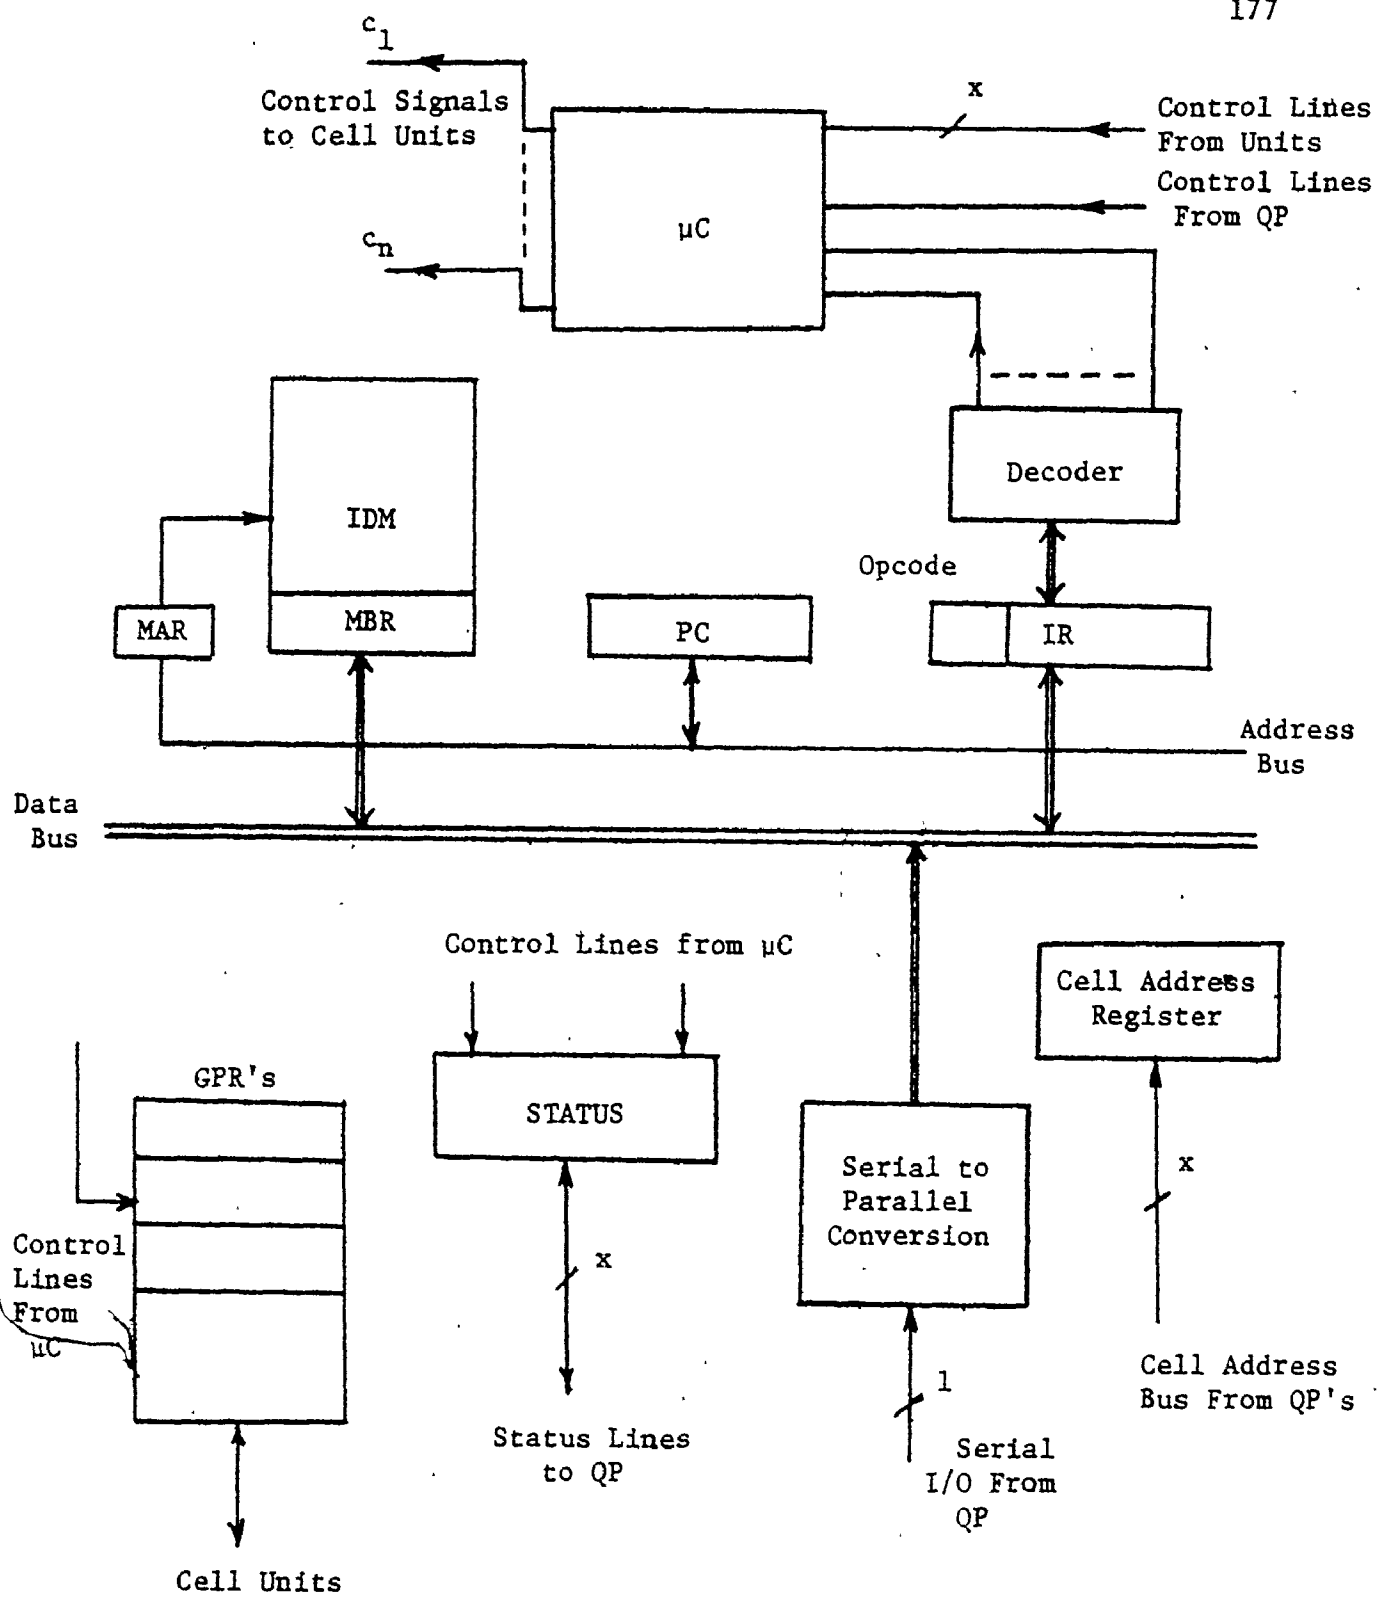 177
c1
Control Signals
to Cell Units
x
Control Lines
From Units
Control Lines
From QP
µC
cn
Decoder
IDM
Opcode
MAR
MBR
PC
IR
Address
Bus
Data
Bus
Control Lines from µC
Cell Address
Register
GPR's
STATUS
Serial to
Parallel
Conversion
x
Control
Lines
From
µC
x
Cell Address
Bus From QP's
1
Status Lines
to QP
Serial
I/O From
QP
Cell Units